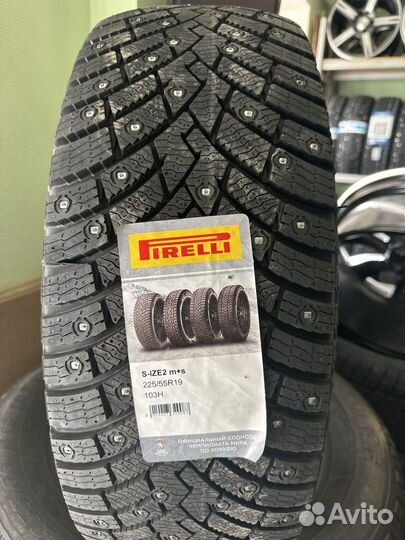 PIRELLI
S-IZE2 m+s
225/55R19
103H
ОФИЦИАЛЬНЫЙ СПОНСОР
ЧЕМПИОНАТА МИРА
ПО ХОККЕЮ
Avito